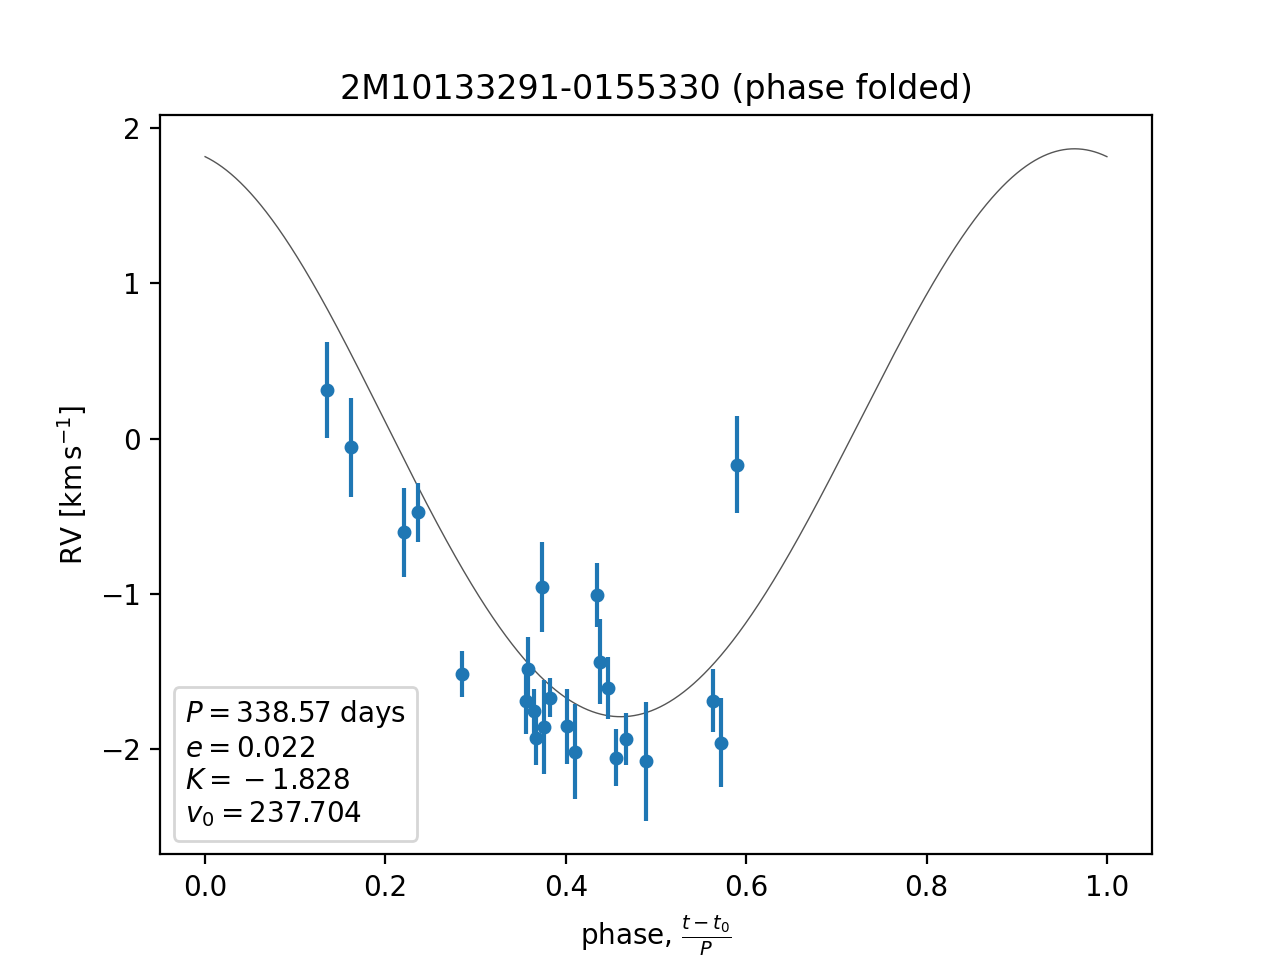 2M10133291-0155330 (phase folded)
2
1
0
−1
−2
RV [km s⁻¹]
P = 338.57 days
e = 0.022
K = −1.828
v₀ = 237.704
0.0 0.2 0.4 0.6 0.8 1.0
phase, (t − t₀)/P